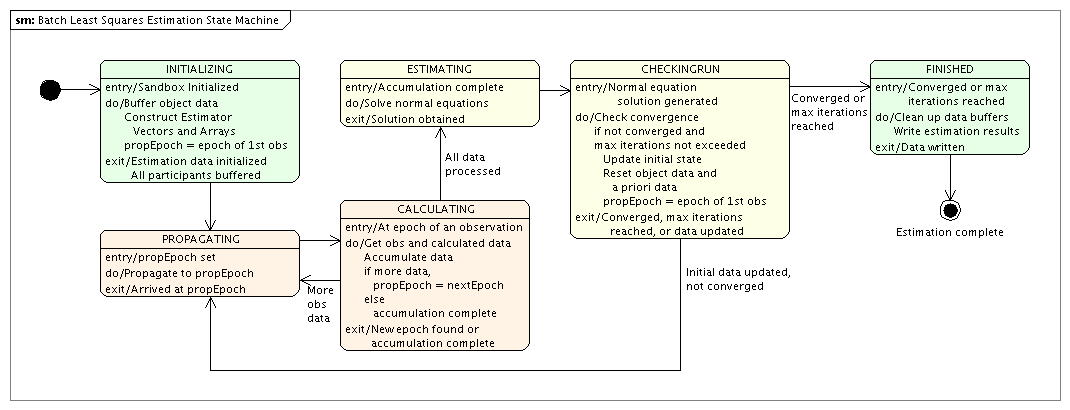 sm: Batch Least Squares Estimation State Machine
INITIALIZING
entry/Sandbox Initialized
do/Buffer object data
Construct Estimator
Vectors and Arrays
propEpoch = epoch of 1st obs
exit/Estimation data initialized
All participants buffered
ESTIMATING
entry/Accumulation complete
do/Solve normal equations
exit/Solution obtained
CHECKINGRUN
entry/Normal equation
solution generated
do/Check convergence
if not converged and
max iterations not exceeded
Update initial state
Reset object data and
a priori data
propEpoch = epoch of 1st obs
exit/Converged, max iterations
reached, or data updated
Converged or
max iterations
reached
FINISHED
entry/Converged or max
iterations reached
do/Clean up data buffers
Write estimation results
exit/Data written
Estimation complete
All data
processed
PROPAGATING
entry/propEpoch set
do/Propagate to propEpoch
exit/Arrived at propEpoch
More
obs
data
CALCULATING
entry/At epoch of an observation
do/Get obs and calculated data
Accumulate data
if more data,
propEpoch = nextEpoch
else
accumulation complete
exit/New epoch found or
accumulation complete
Initial data updated,
not converged